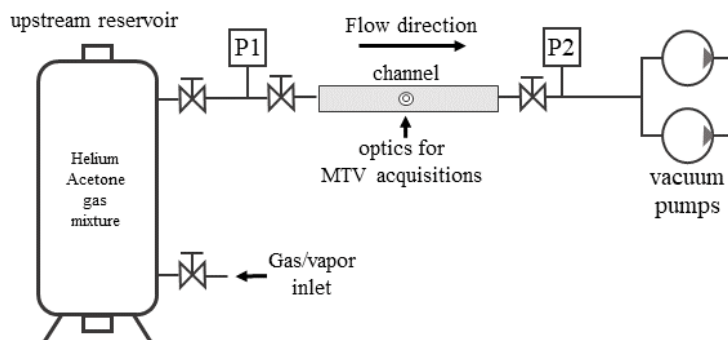 upstream reservoir
P1
Flow direction
P2
channel
Helium
Acetone
gas
mixture
optics for
MTV acquisitions
vacuum
pumps
Gas/vapor
inlet